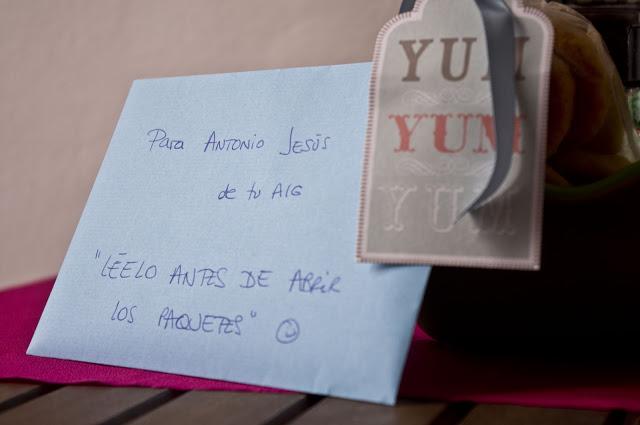 Para ANTONIO JESÚS
de tu AIG
"LÉELO ANTES DE ABRIR
LOS PAQUETES" ☺
YUM
YUM
YUM